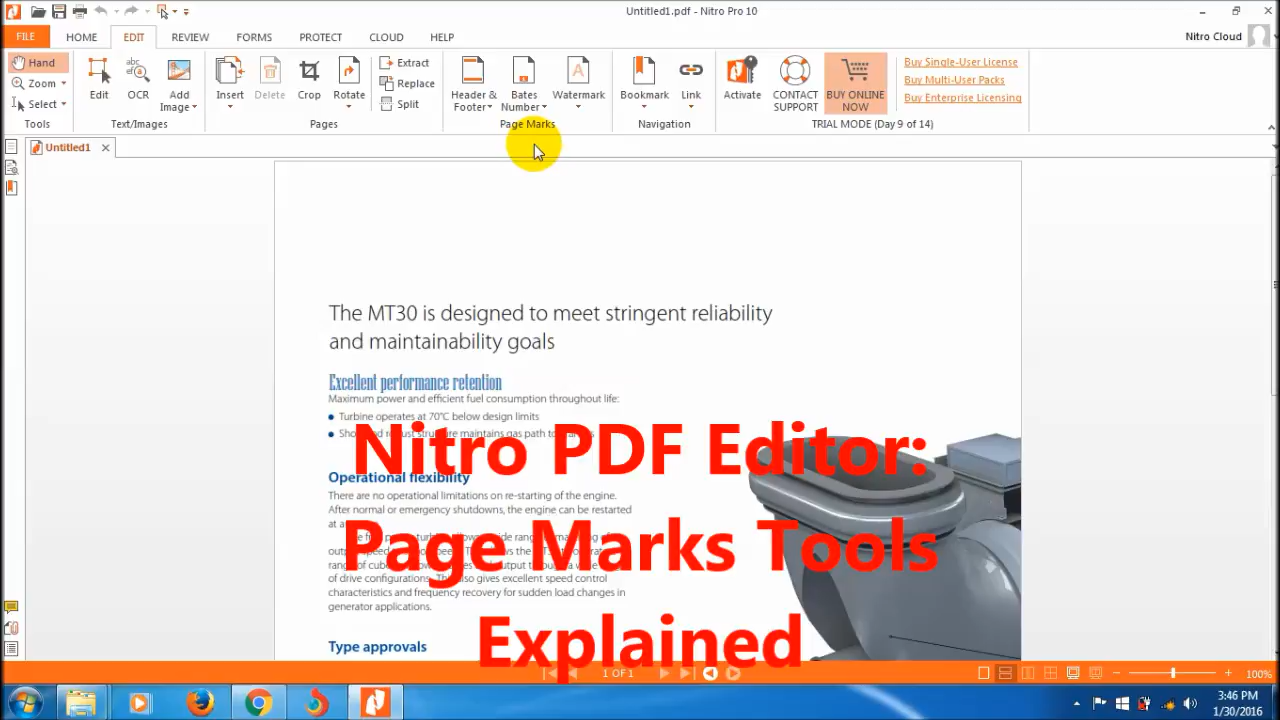 Untitled1.pdf - Nitro Pro 10
FILE HOME EDIT REVIEW FORMS PROTECT CLOUD HELP
Nitro Cloud
Hand
Zoom
Select
Tools
Edit
OCR
Add Image
Text/Images
Insert
Delete
Crop
Rotate
Extract
Replace
Split
Pages
Header & Footer
Bates Number
Watermark
Page Marks
Bookmark
Link
Navigation
Activate
CONTACT SUPPORT
BUY ONLINE NOW
Buy Single-User License
Buy Multi-User Packs
Buy Enterprise Licensing
TRIAL MODE (Day 9 of 14)
Untitled1
The MT30 is designed to meet stringent reliability
and maintainability goals
Excellent performance retention
Maximum power and efficient fuel consumption throughout life:
Turbine operates at 70°C below design limits
Nitro PDF Editor:
Operational flexibility
There are no operational limitations on re-starting of the engine.
After normal or emergency shutdowns, the engine can be restarted
Page Marks Tools
of drive configurations.
characteristics and frequency recovery for sudden load changes in
generator applications.
Explained
Type approvals
1 OF 1
100%
3:46 PM
1/30/2016